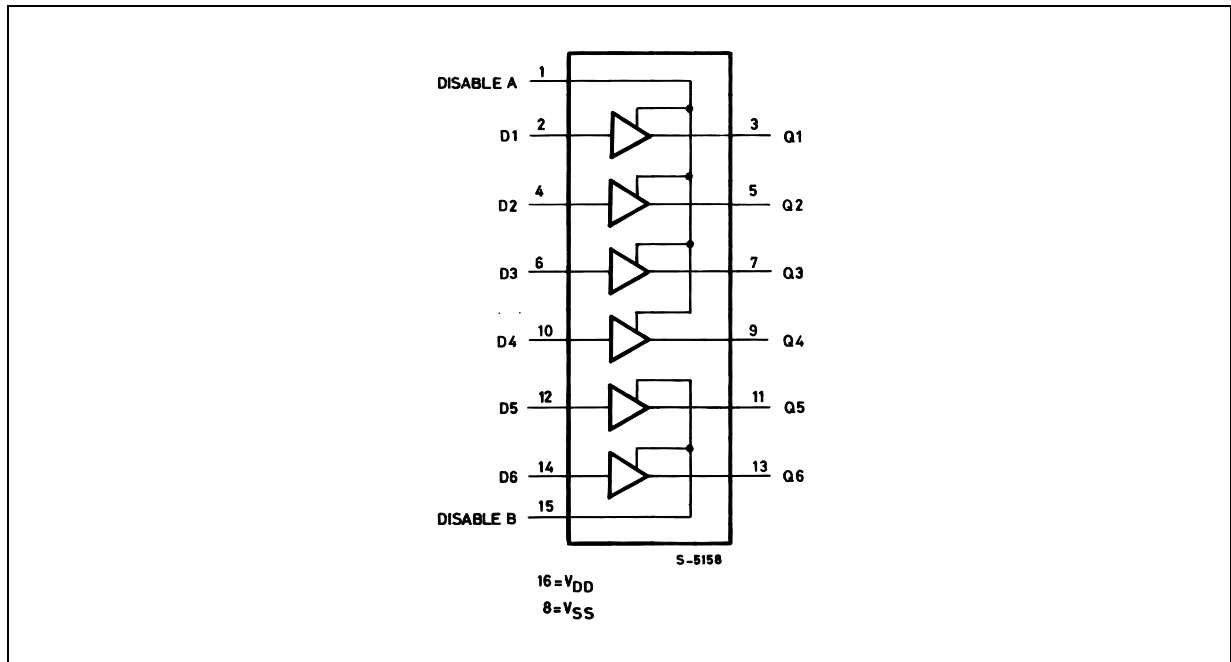 DISABLE A 1
D1 2 3 Q1
D2 4 5 Q2
D3 6 7 Q3
D4 10 9 Q4
D5 12 11 Q5
D6 14 13 Q6
DISABLE B 15
S-5158
16=VDD
8=VSS